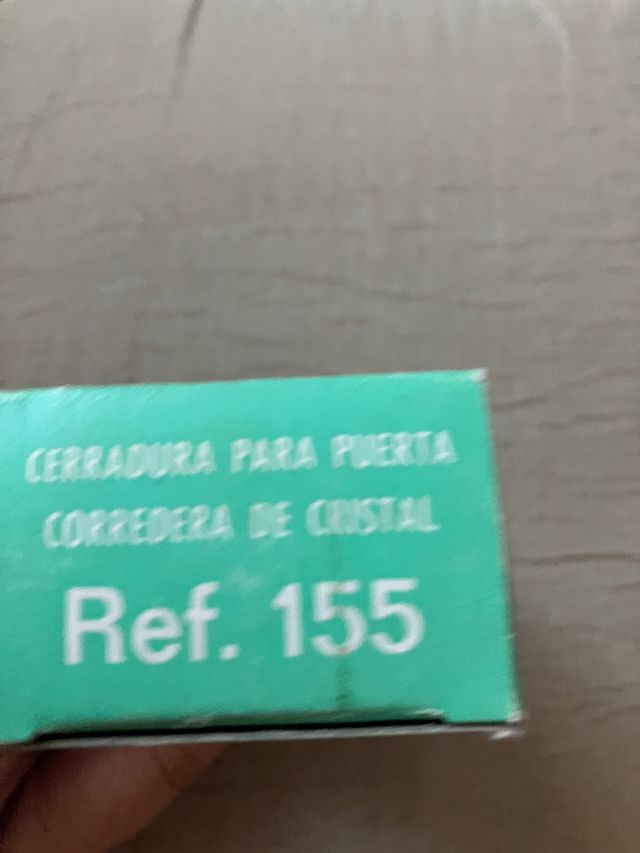 CERRADURA PARA PUERTA
CORREDERA DE CRISTAL
Ref. 155